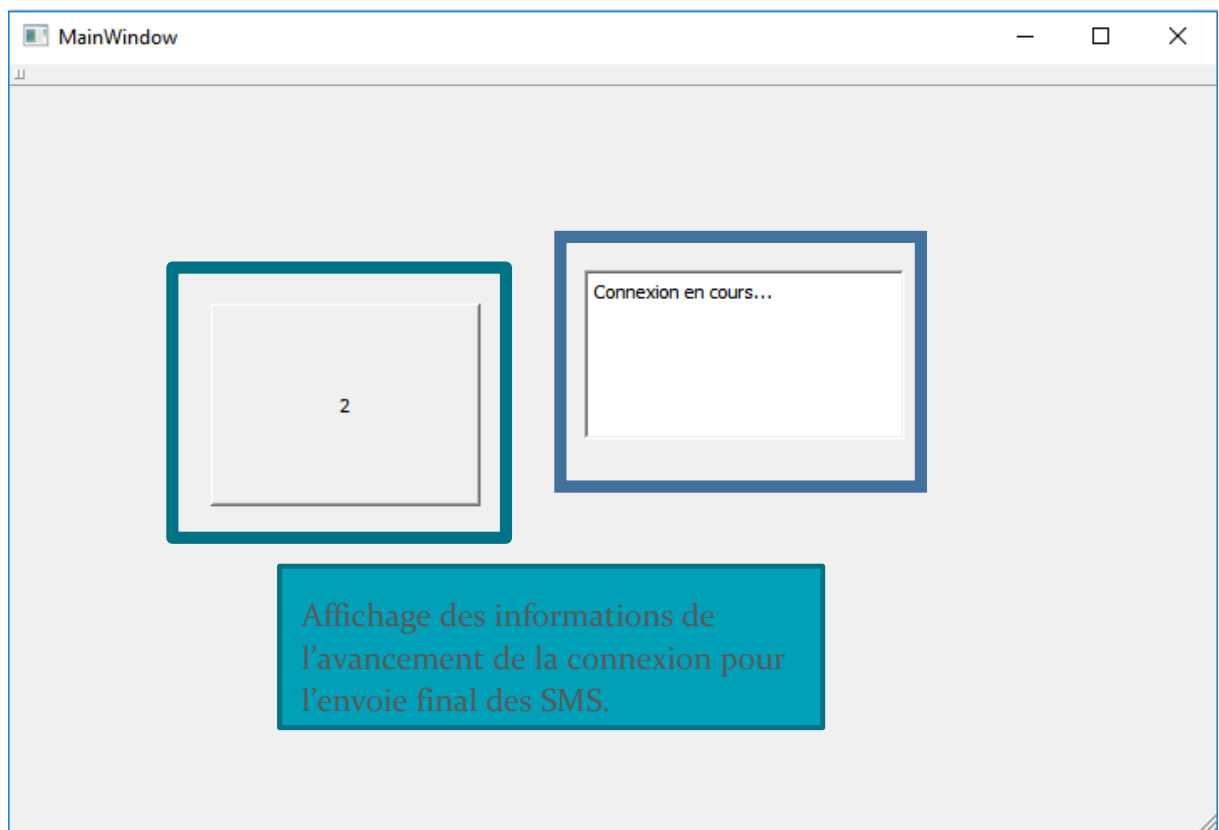 MainWindow
Connexion en cours...
2
Affichage des informations de
l'avancement de la connexion pour
l'envoie final des SMS.